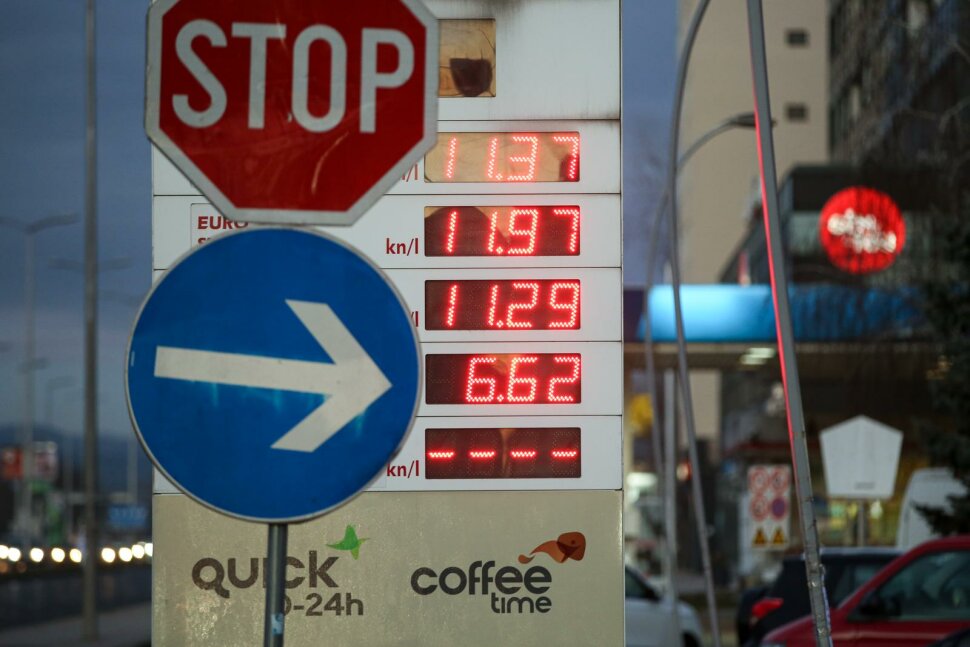 STOP
11.37
EURO
kn/l
11.97
11.29
6.62
kn/l
----
QUICK
0-24h
coffee
time